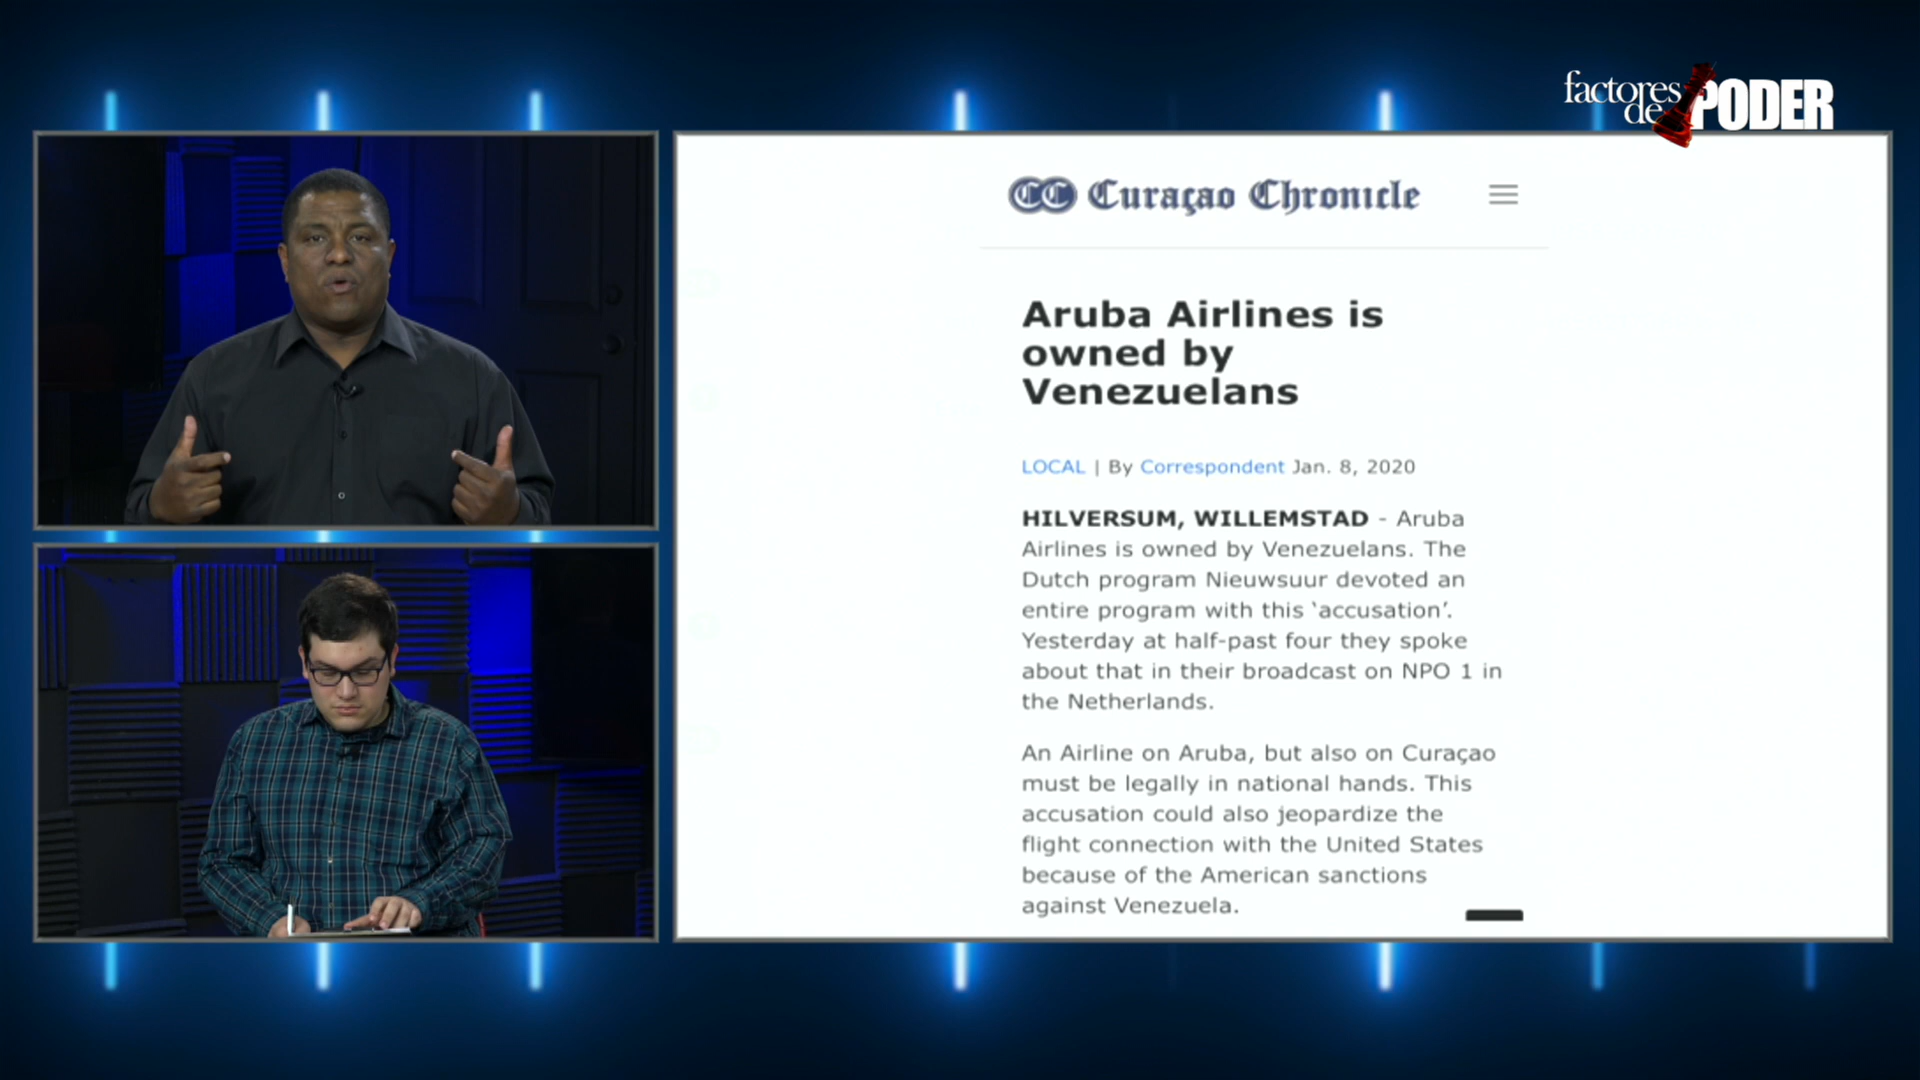 factores
de PODER
CC Curaçao Chronicle
Aruba Airlines is
owned by
Venezuelans
LOCAL | By Correspondent Jan. 8, 2020
HILVERSUM, WILLEMSTAD - Aruba
Airlines is owned by Venezuelans. The
Dutch program Nieuwsuur devoted an
entire program with this ‘accusation’.
Yesterday at half-past four they spoke
about that in their broadcast on NPO 1 in
the Netherlands.
An Airline on Aruba, but also on Curaçao
must be legally in national hands. This
accusation could also jeopardize the
flight connection with the United States
because of the American sanctions
against Venezuela.